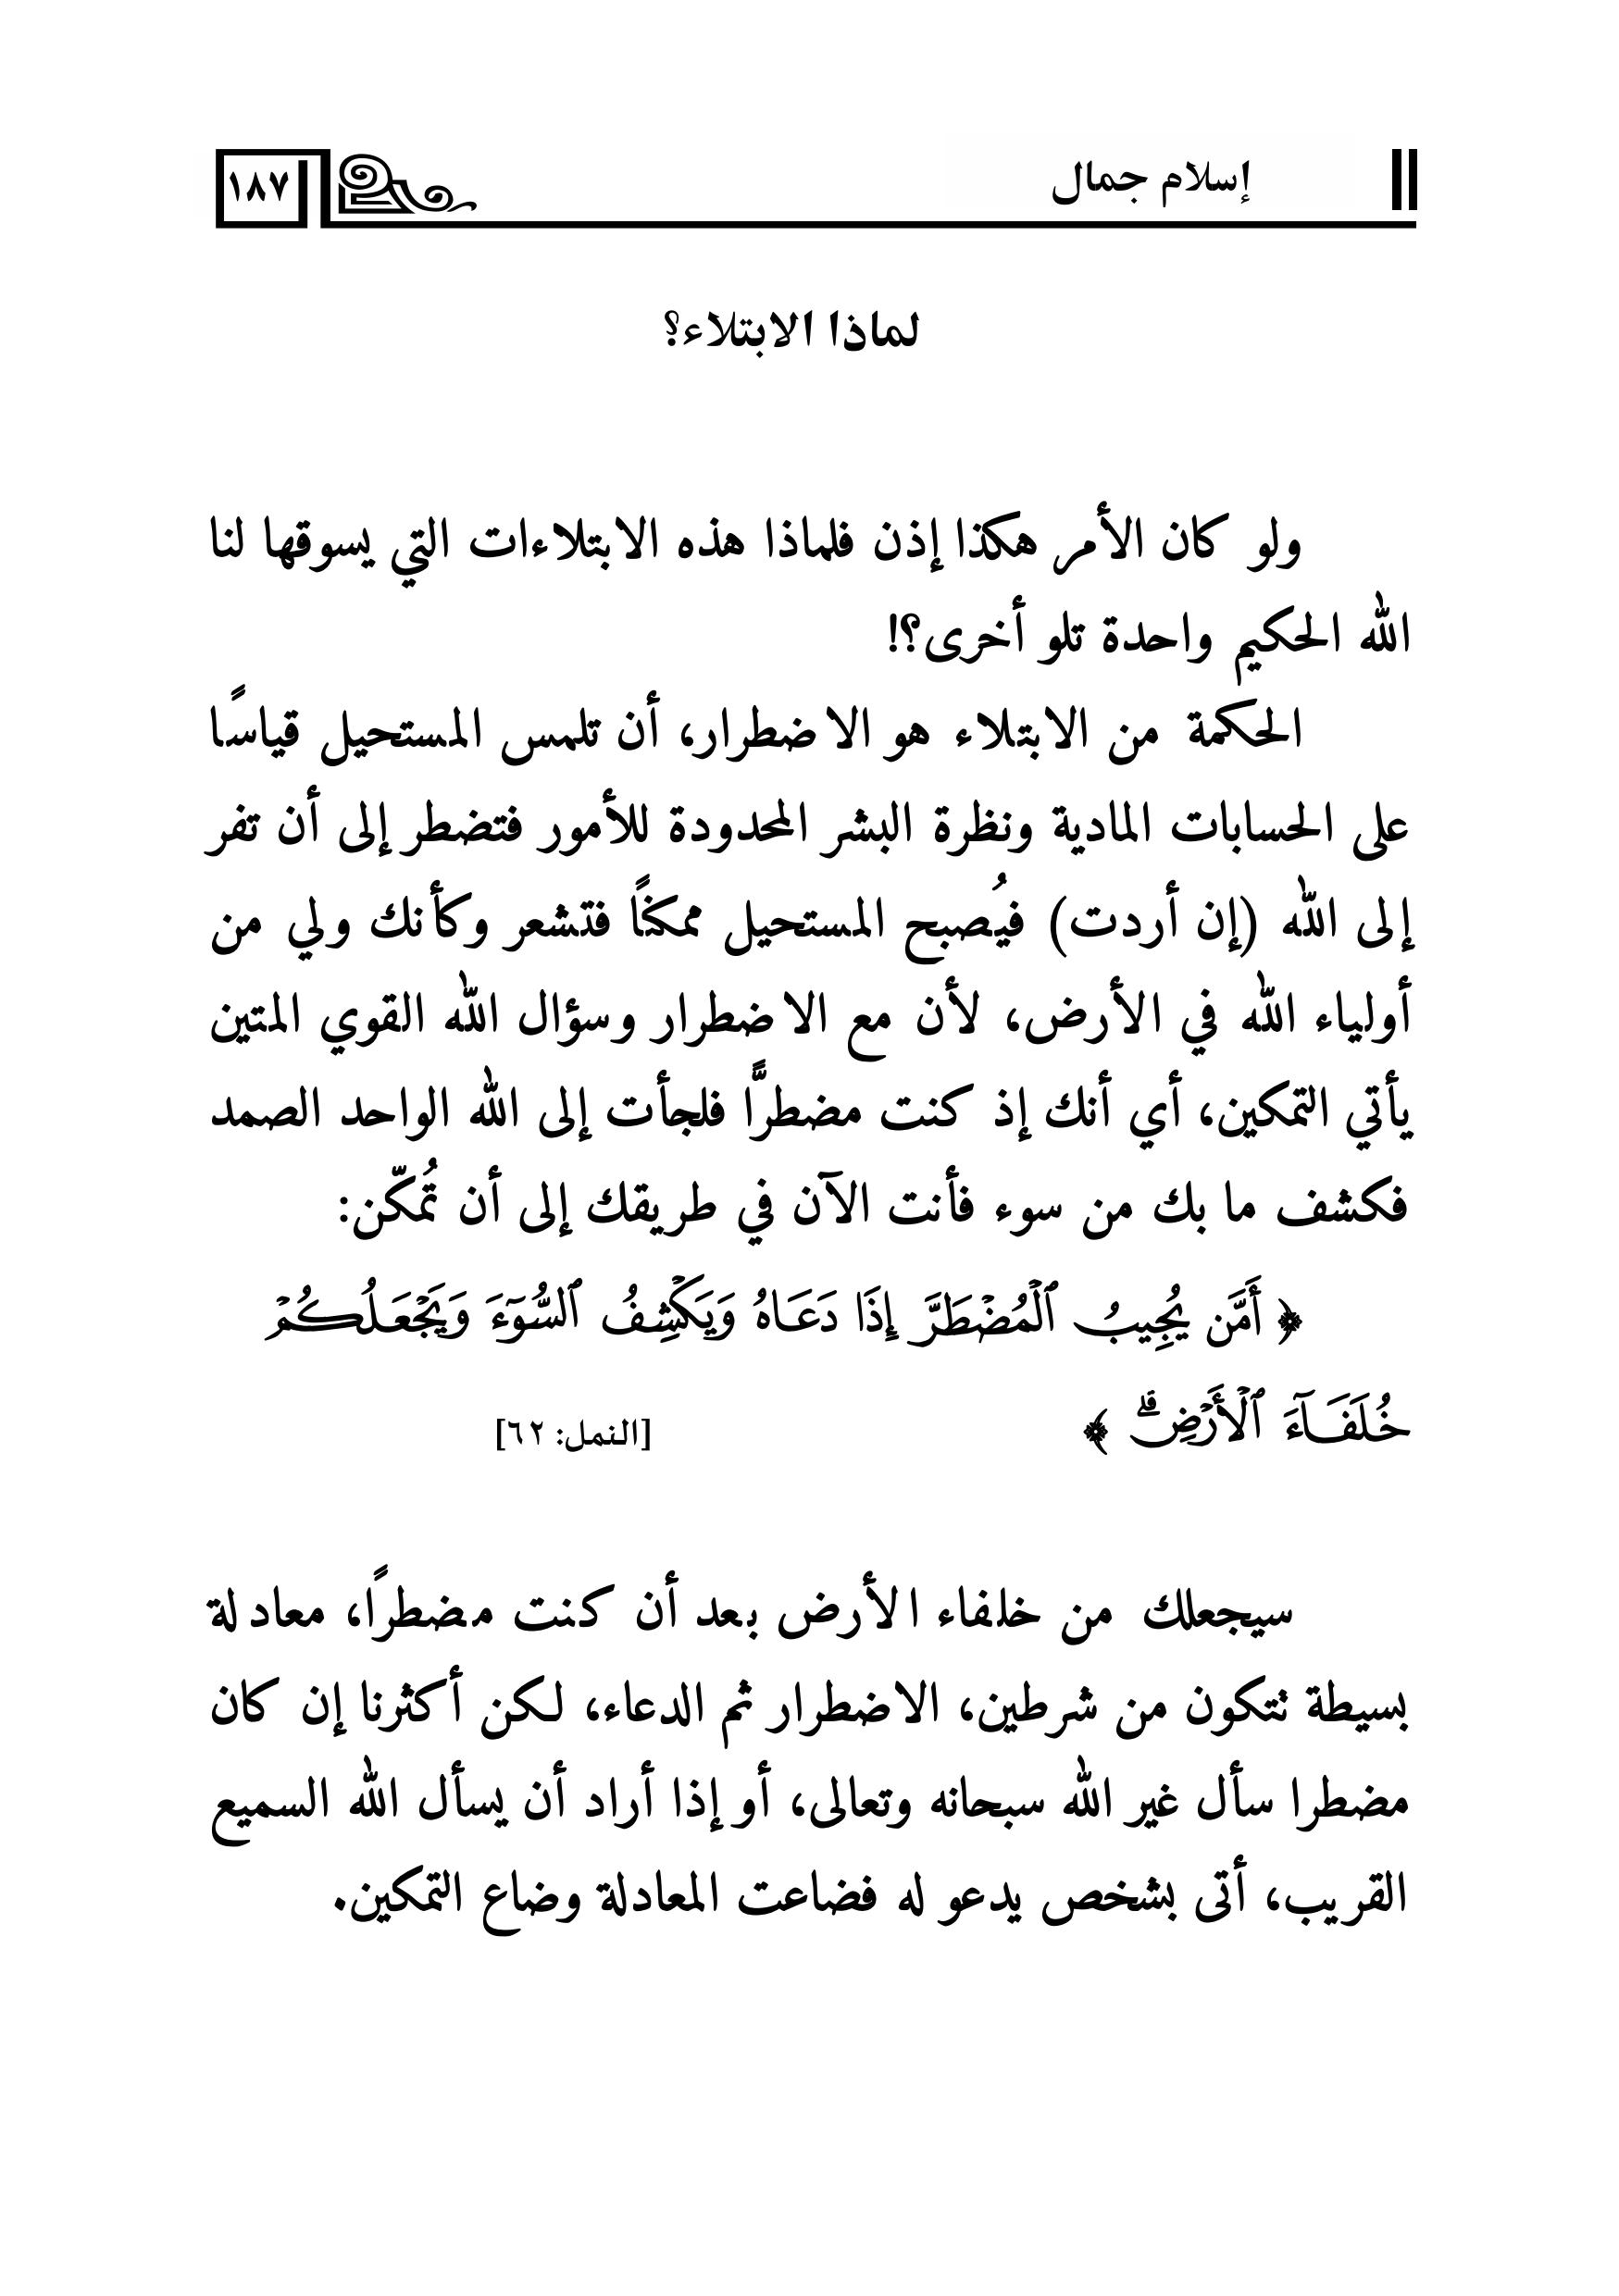 إسلام جمال
١٨٧
لماذا الابتلاء؟
ولو كان الأمر هكذا إذن فلماذا هذه الابتلاءات التي يسوقها لنا
الله الحكيم واحدة تلو أخرى؟!
الحكمة من الابتلاء هو الاضطرار، أن تلمس المستحيل قياسًا
على الحسابات المادية ونظرة البشر المحدودة للأمور فتضطر إلى أن تفر
إلى الله (إن أردت) فيُصبح المستحيل ممكنًا فتشعر وكأنك ولي من
أولياء الله في الأرض، لأن مع الاضطرار وسؤال الله القوي المتين
يأتي التمكين، أي أنك إذ كنت مضطرًّا فلجأت إلى الله الواحد الصمد
فكشف ما بك من سوء فأنت الآن في طريقك إلى أن تُمكّن:
﴿ أَمَّن يُجِيبُ ٱلْمُضْطَرَّ إِذَا دَعَاهُ وَيَكْشِفُ ٱلسُّوٓءَ وَيَجْعَلُكُمْ
خُلَفَآءَ ٱلْأَرْضِۗ ﴾ [النمل: ٦٢]
سيجعلك من خلفاء الأرض بعد أن كنت مضطرًا، معادلة
بسيطة نتكون من شرطين، الاضطرار ثم الدعاء، لكن أكثرنا إن كان
مضطرا سأل غير الله سبحانه وتعالى، أو إذا أراد أن يسأل الله السميع
القريب، أتى بشخص يدعو له فضاعت المعادلة وضاع التمكين.